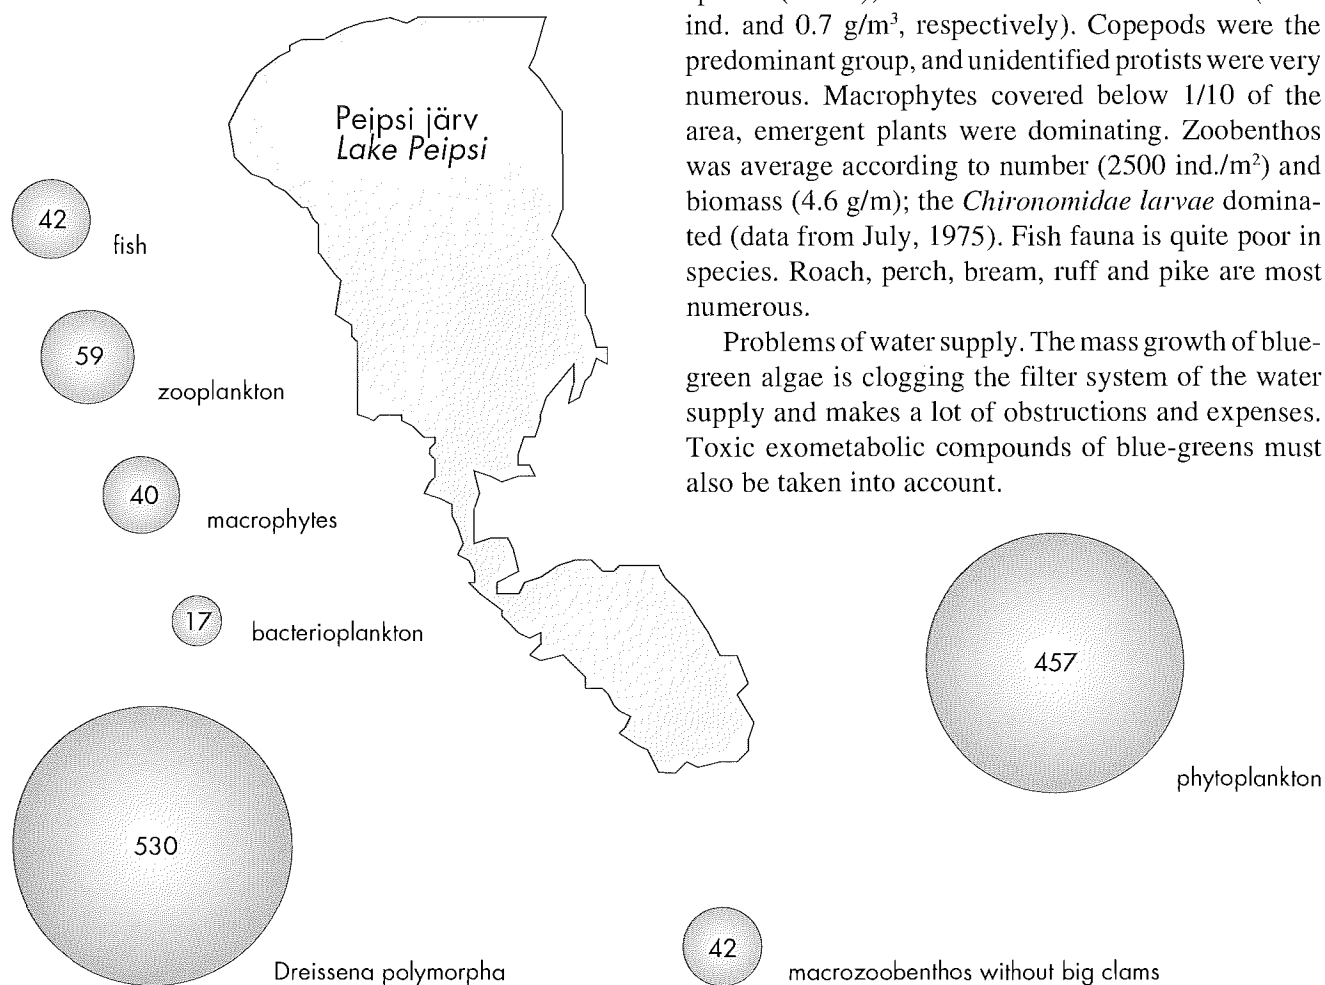 ind. and 0.7 g/m³, respectively). Copepods were the
predominant group, and unidentified protists were very
numerous. Macrophytes covered below 1/10 of the
area, emergent plants were dominating. Zoobenthos
was average according to number (2500 ind./m²) and
biomass (4.6 g/m); the Chironomidae larvae domina-
ted (data from July, 1975). Fish fauna is quite poor in
species. Roach, perch, bream, ruff and pike are most
numerous.
Problems of water supply. The mass growth of blue-
green algae is clogging the filter system of the water
supply and makes a lot of obstructions and expenses.
Toxic exometabolic compounds of blue-greens must
also be taken into account.
Peipsi järv
Lake Peipsi
42
fish
59
zooplankton
40
macrophytes
17
bacterioplankton
457
phytoplankton
530
Dreissena polymorpha
42
macrozoobenthos without big clams